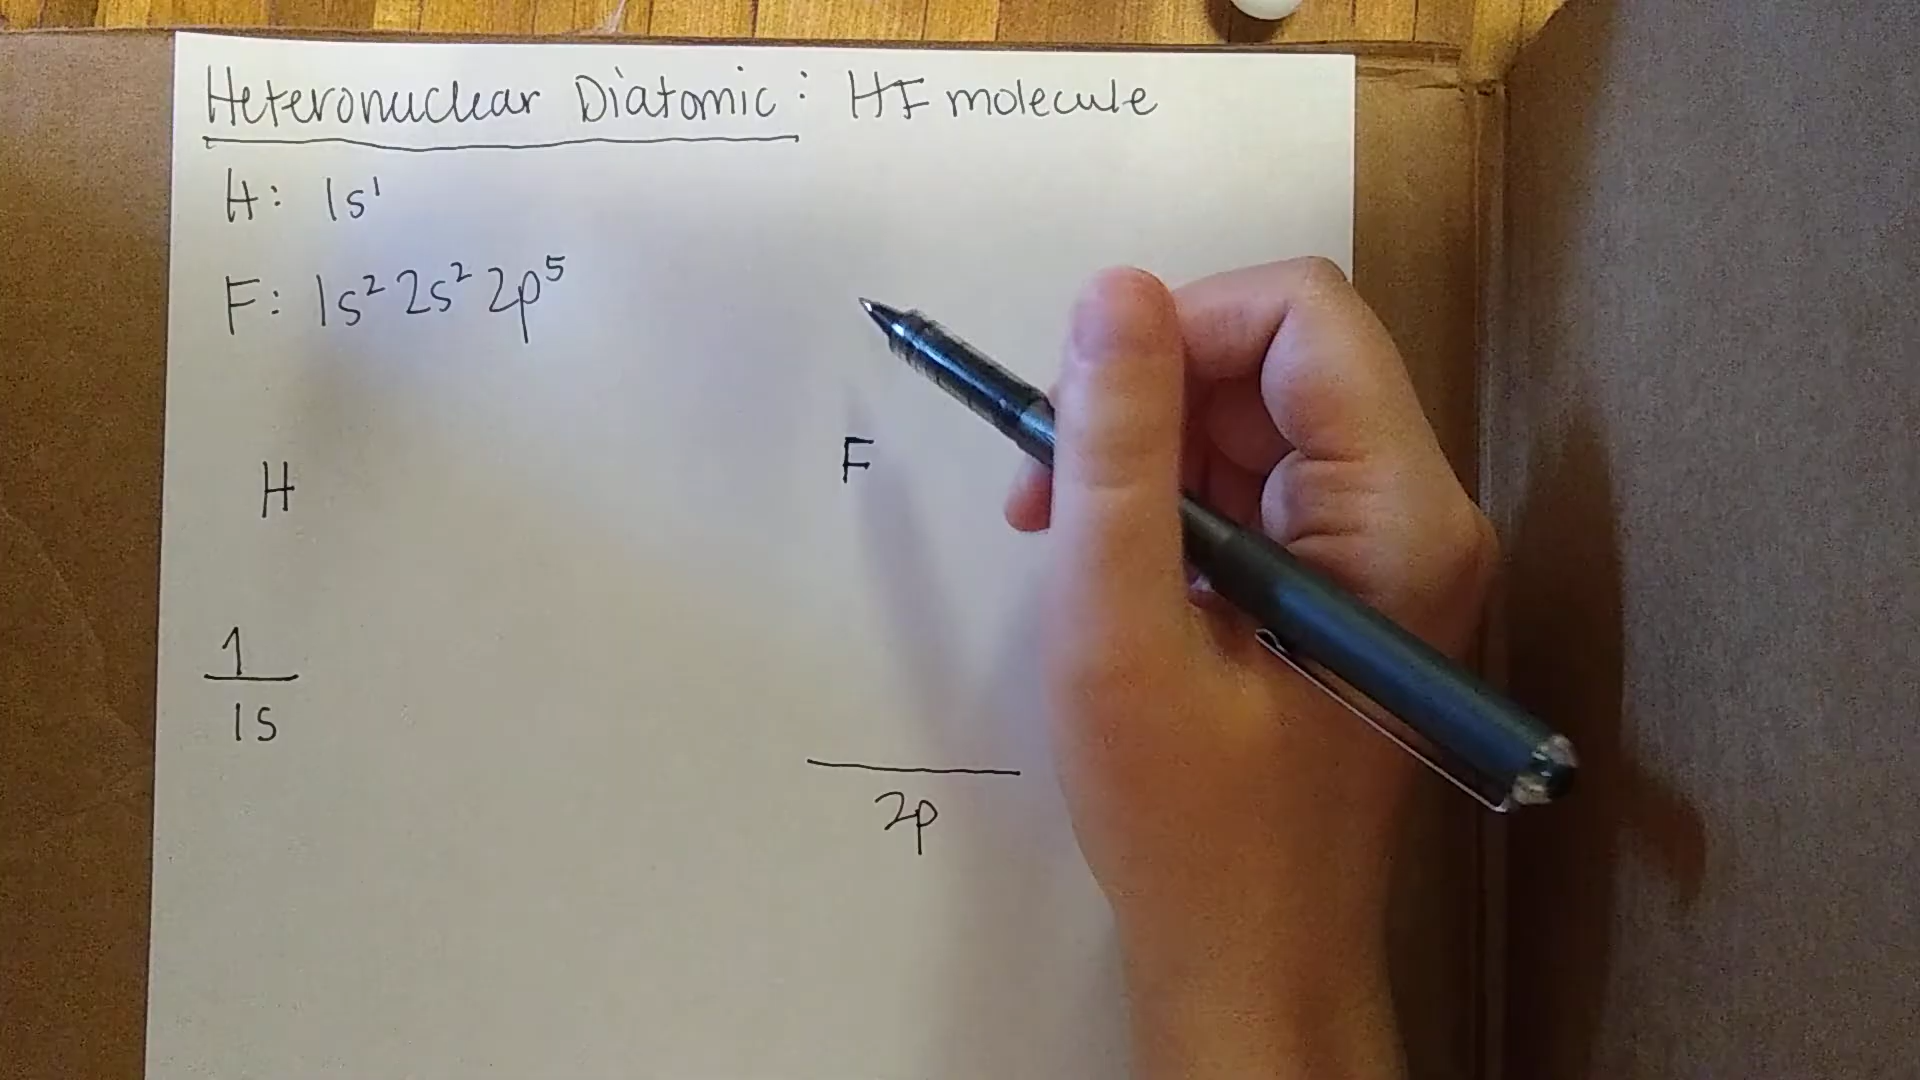 Heteronuclear Diatomic: HF molecule
H: 1s¹
F: 1s² 2s² 2p⁵
H
F
1
1s
2p